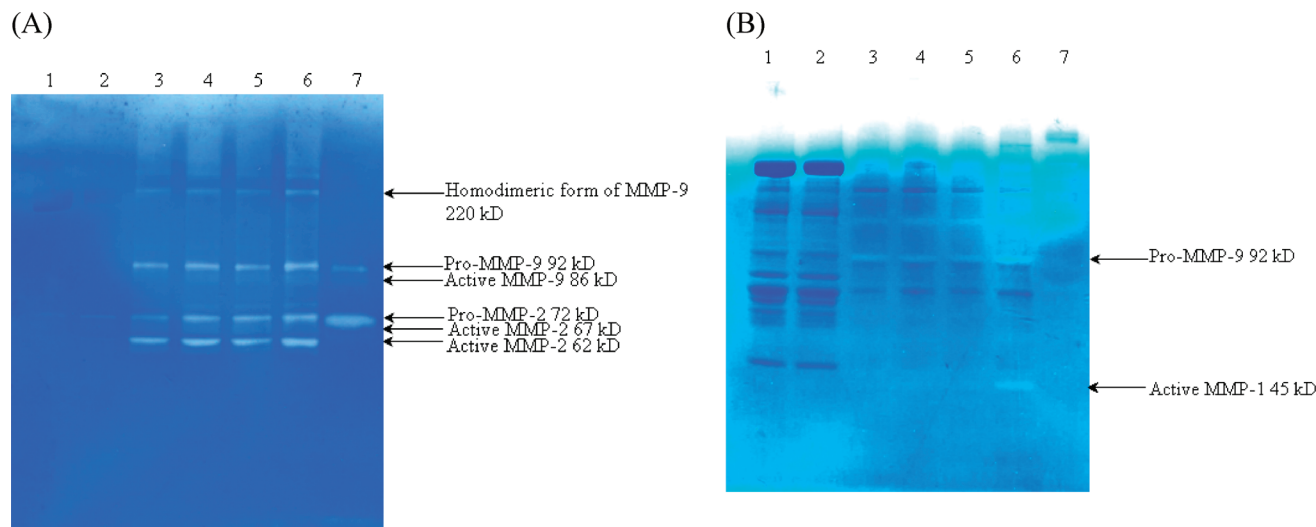 (A)
(B)
1 2 3 4 5 6 7
1 2 3 4 5 6 7
Homodimeric form of MMP-9
220 kD
Pro-MMP-9 92 kD
Active MMP-9 86 kD
Pro-MMP-2 72 kD
Active MMP-2 67 kD
Active MMP-2 62 kD
Pro-MMP-9 92 kD
Active MMP-1 45 kD